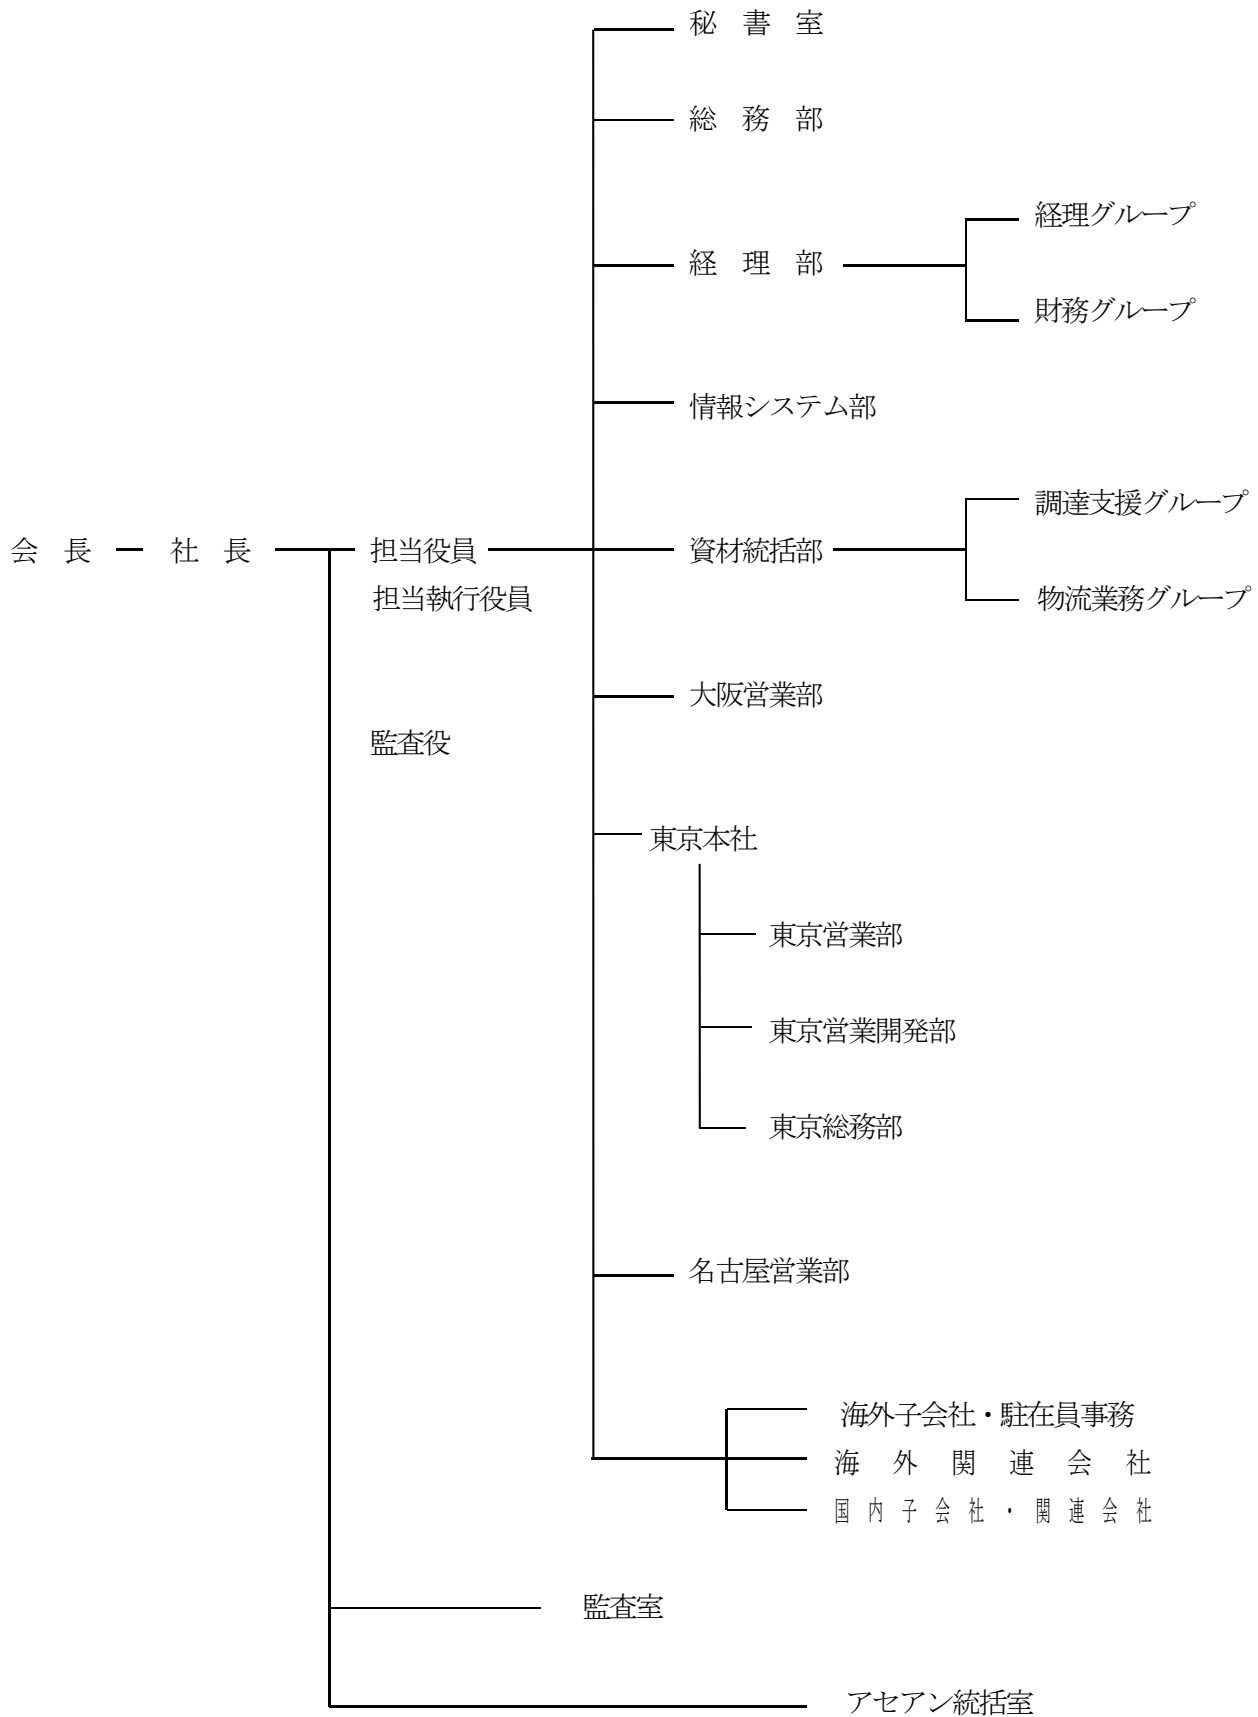 秘　書　室
総　務　部
経理グループ
経　理　部
財務グループ
情報システム部
調達支援グループ
会　長
社　長
担当役員
資材統括部
担当執行役員
物流業務グループ
大阪営業部
監査役
東京本社
東京営業部
東京営業開発部
東京総務部
名古屋営業部
海外子会社・駐在員事務
海　外　関　連　会　社
国 内 子 会 社 ・ 関 連 会 社
監査室
アセアン統括室